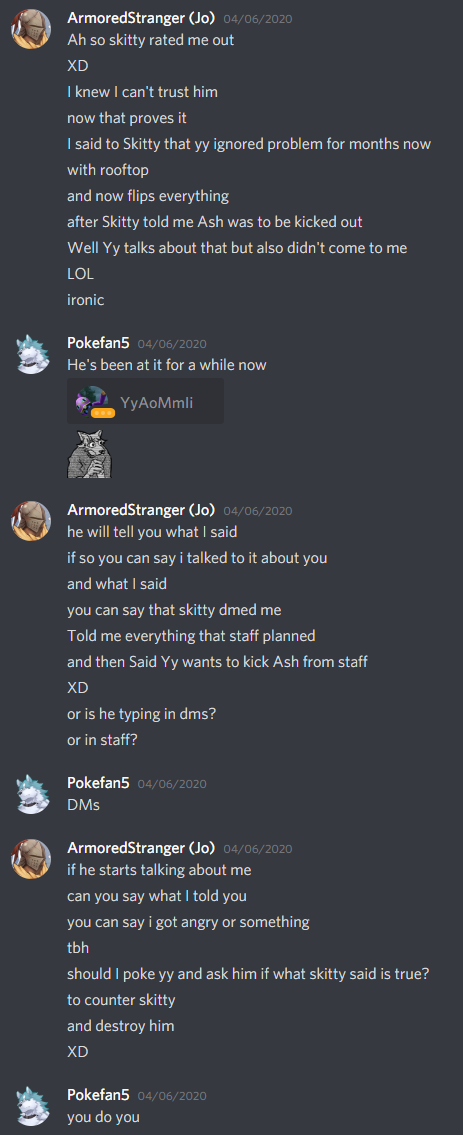 ArmoredStranger (Jo) 04/06/2020
Ah so skitty rated me out
XD
I knew I can't trust him
now that proves it
I said to Skitty that yy ignored problem for months now
with rooftop
and now flips everything
after Skitty told me Ash was to be kicked out
Well Yy talks about that but also didn't come to me
LOL
ironic
Pokefan5 04/06/2020
He's been at it for a while now
YyAoMmIi
ArmoredStranger (Jo) 04/06/2020
he will tell you what I said
if so you can say i talked to it about you
and what I said
you can say that skitty dmed me
Told me everything that staff planned
and then Said Yy wants to kick Ash from staff
XD
or is he typing in dms?
or in staff?
Pokefan5 04/06/2020
DMs
ArmoredStranger (Jo) 04/06/2020
if he starts talking about me
can you say what I told you
you can say i got angry or something
tbh
should I poke yy and ask him if what skitty said is true?
to counter skitty
and destroy him
XD
Pokefan5 04/06/2020
you do you